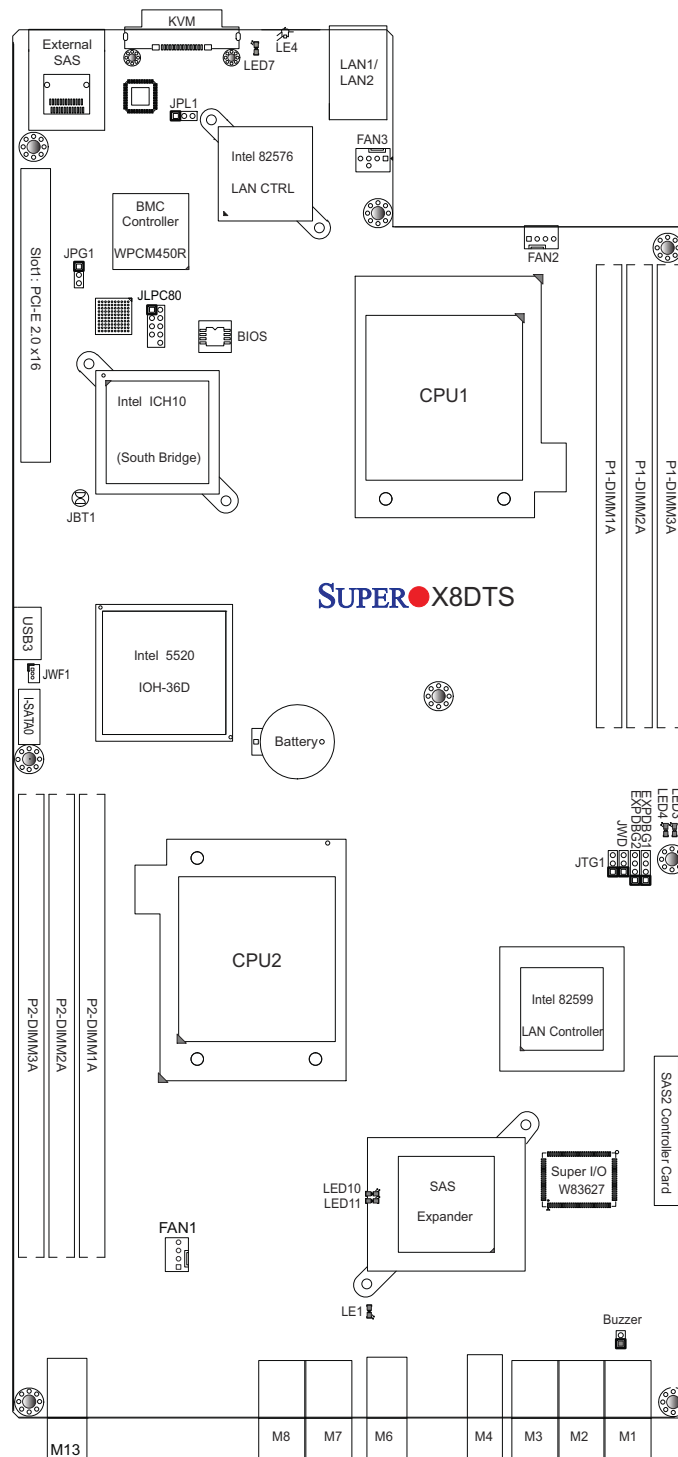 KVM
External
SAS
LE4
LED7
LAN1/
LAN2
JPL1
FAN3
Intel 82576
LAN CTRL
BMC
Controller
WPCM450R
FAN2
JPG1
JLPC80
Slot1: PCI-E 2.0 x16
BIOS
CPU1
Intel ICH10
(South Bridge)
P1-DIMM1A
P1-DIMM2A
P1-DIMM3A
JBT1
SUPER X8DTS
USB3
JWF1
I-SATA0
Intel 5520
IOH-36D
Battery
LED3
LED4
EXPDBG1
EXPDBG2
JWD
JTG1
CPU2
P2-DIMM3A
P2-DIMM2A
P2-DIMM1A
Intel 82599
LAN Controller
SAS2 Controller Card
Super I/O
W83627
LED10
LED11
SAS
Expander
FAN1
LE1
Buzzer
M13
M8
M7
M6
M4
M3
M2
M1